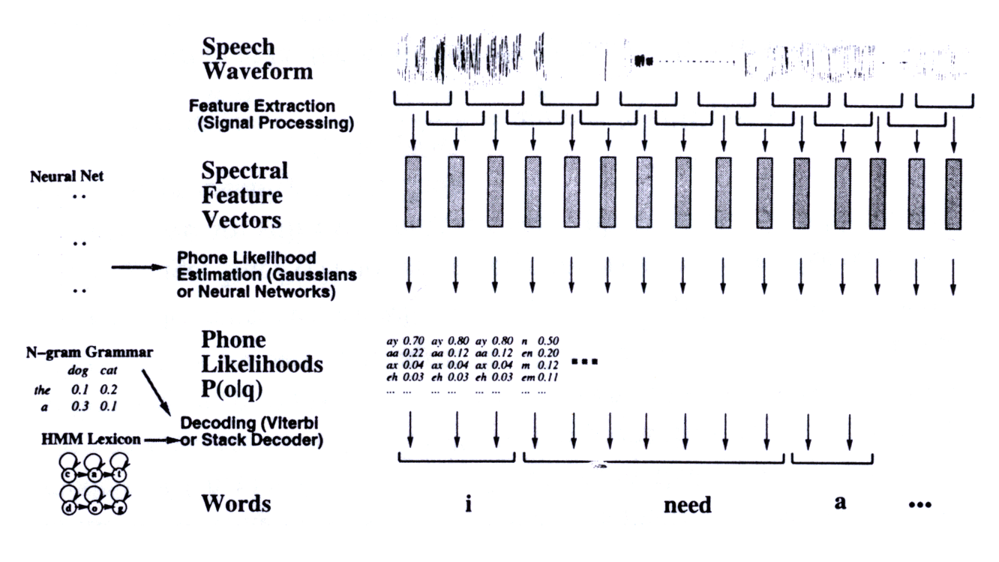 Speech
Waveform
Feature Extraction
(Signal Processing)
Neural Net
Spectral
Feature
Vectors
Phone Likelihood
Estimation (Gaussians
or Neural Networks)
N-gram Grammar
dog cat
the 0.1 0.2
a 0.3 0.1
Phone
Likelihoods
P(o|q)
ay 0.70 ay 0.80 ay 0.80 n 0.50
aa 0.22 aa 0.12 aa 0.12 en 0.20
ax 0.04 ax 0.04 ax 0.04 m 0.12
eh 0.03 eh 0.03 eh 0.03 em 0.11
... ... ... ... ... ... ... ...
...
Decoding (Viterbi
or Stack Decoder)
HMM Lexicon
c a t
d o g
Words
i need a ...